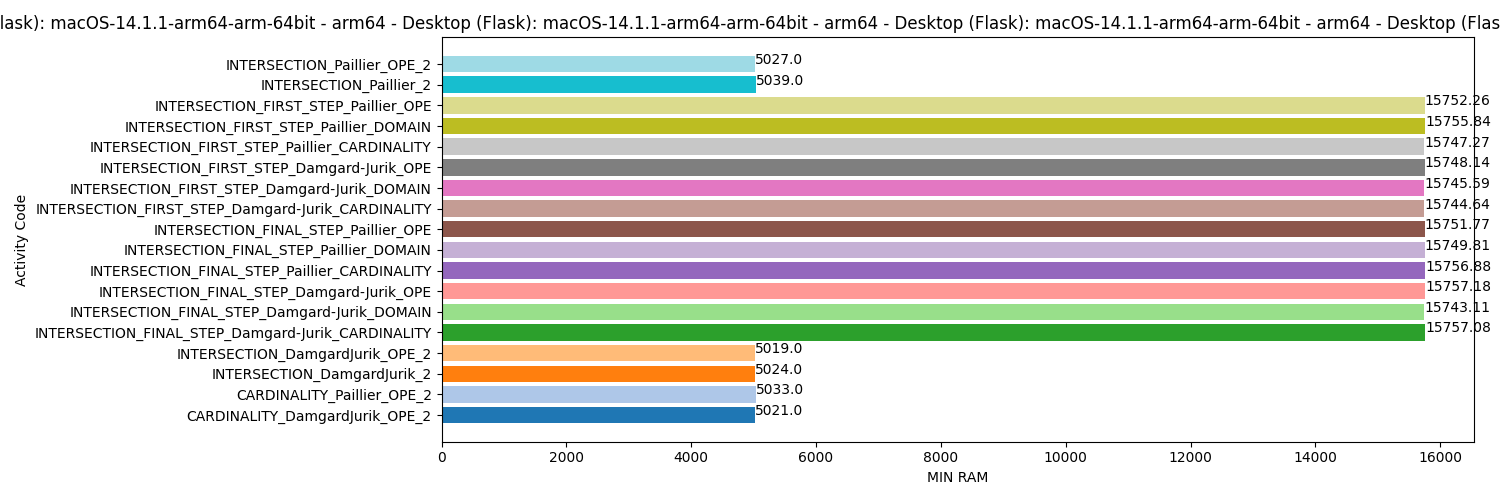 lask): macOS-14.1.1-arm64-arm-64bit - arm64 - Desktop (Flask): macOS-14.1.1-arm64-arm-64bit - arm64 - Desktop (Flask): macOS-14.1.1-arm64-arm-64bit - arm64 - Desktop (Flas
INTERSECTION_Paillier_OPE_2 5027.0
INTERSECTION_Paillier_2 5039.0
INTERSECTION_FIRST_STEP_Paillier_OPE 15752.26
INTERSECTION_FIRST_STEP_Paillier_DOMAIN 15755.84
INTERSECTION_FIRST_STEP_Paillier_CARDINALITY 15747.27
INTERSECTION_FIRST_STEP_Damgard-Jurik_OPE 15748.14
INTERSECTION_FIRST_STEP_Damgard-Jurik_DOMAIN 15745.59
INTERSECTION_FIRST_STEP_Damgard-Jurik_CARDINALITY 15744.64
INTERSECTION_FINAL_STEP_Paillier_OPE 15751.77
INTERSECTION_FINAL_STEP_Paillier_DOMAIN 15749.81
INTERSECTION_FINAL_STEP_Paillier_CARDINALITY 15756.88
INTERSECTION_FINAL_STEP_Damgard-Jurik_OPE 15757.18
INTERSECTION_FINAL_STEP_Damgard-Jurik_DOMAIN 15743.11
INTERSECTION_FINAL_STEP_Damgard-Jurik_CARDINALITY 15757.08
INTERSECTION_DamgardJurik_OPE_2 5019.0
INTERSECTION_DamgardJurik_2 5024.0
CARDINALITY_Paillier_OPE_2 5033.0
CARDINALITY_DamgardJurik_OPE_2 5021.0
Activity Code
0 2000 4000 6000 8000 10000 12000 14000 16000
MIN RAM